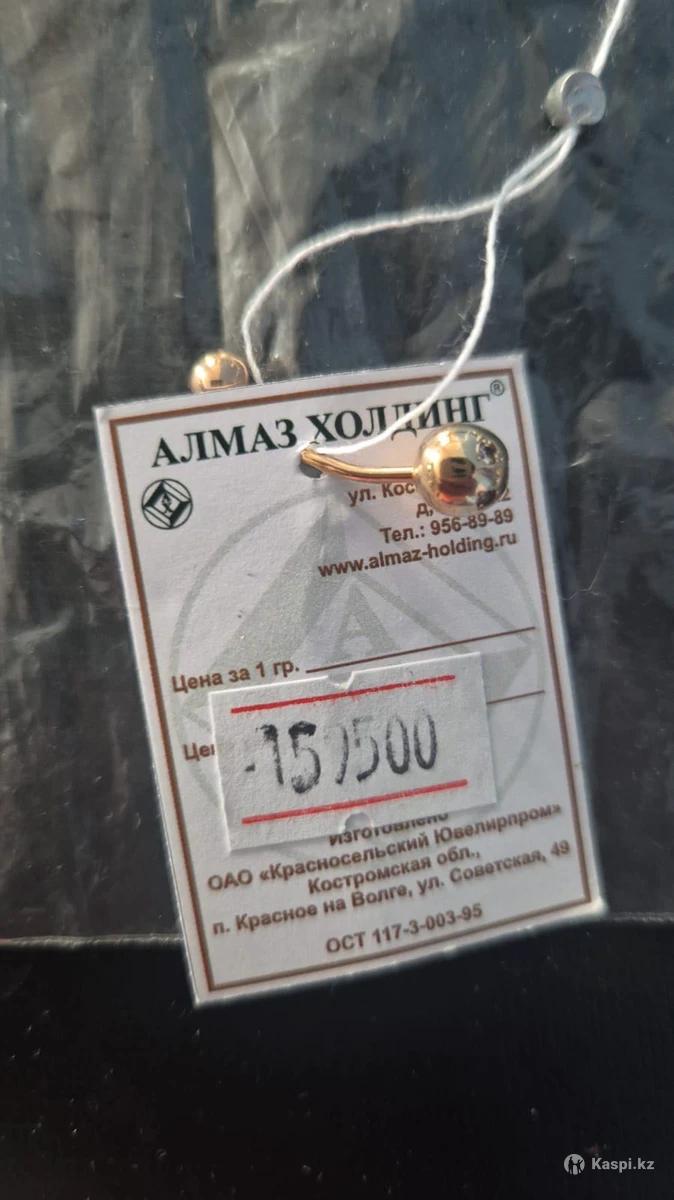 АЛМАЗ ХОЛДИНГ®
ул.
д,
Тел.: 956-89-89
www.almaz-holding.ru
Цена за 1 гр.
Изготовлено
ОАО «Красносельский Ювелирпром»
Костромская обл.,
п. Красное на Волге, ул. Советская, 49
ОСТ 117-3-003-95
Kaspi.kz